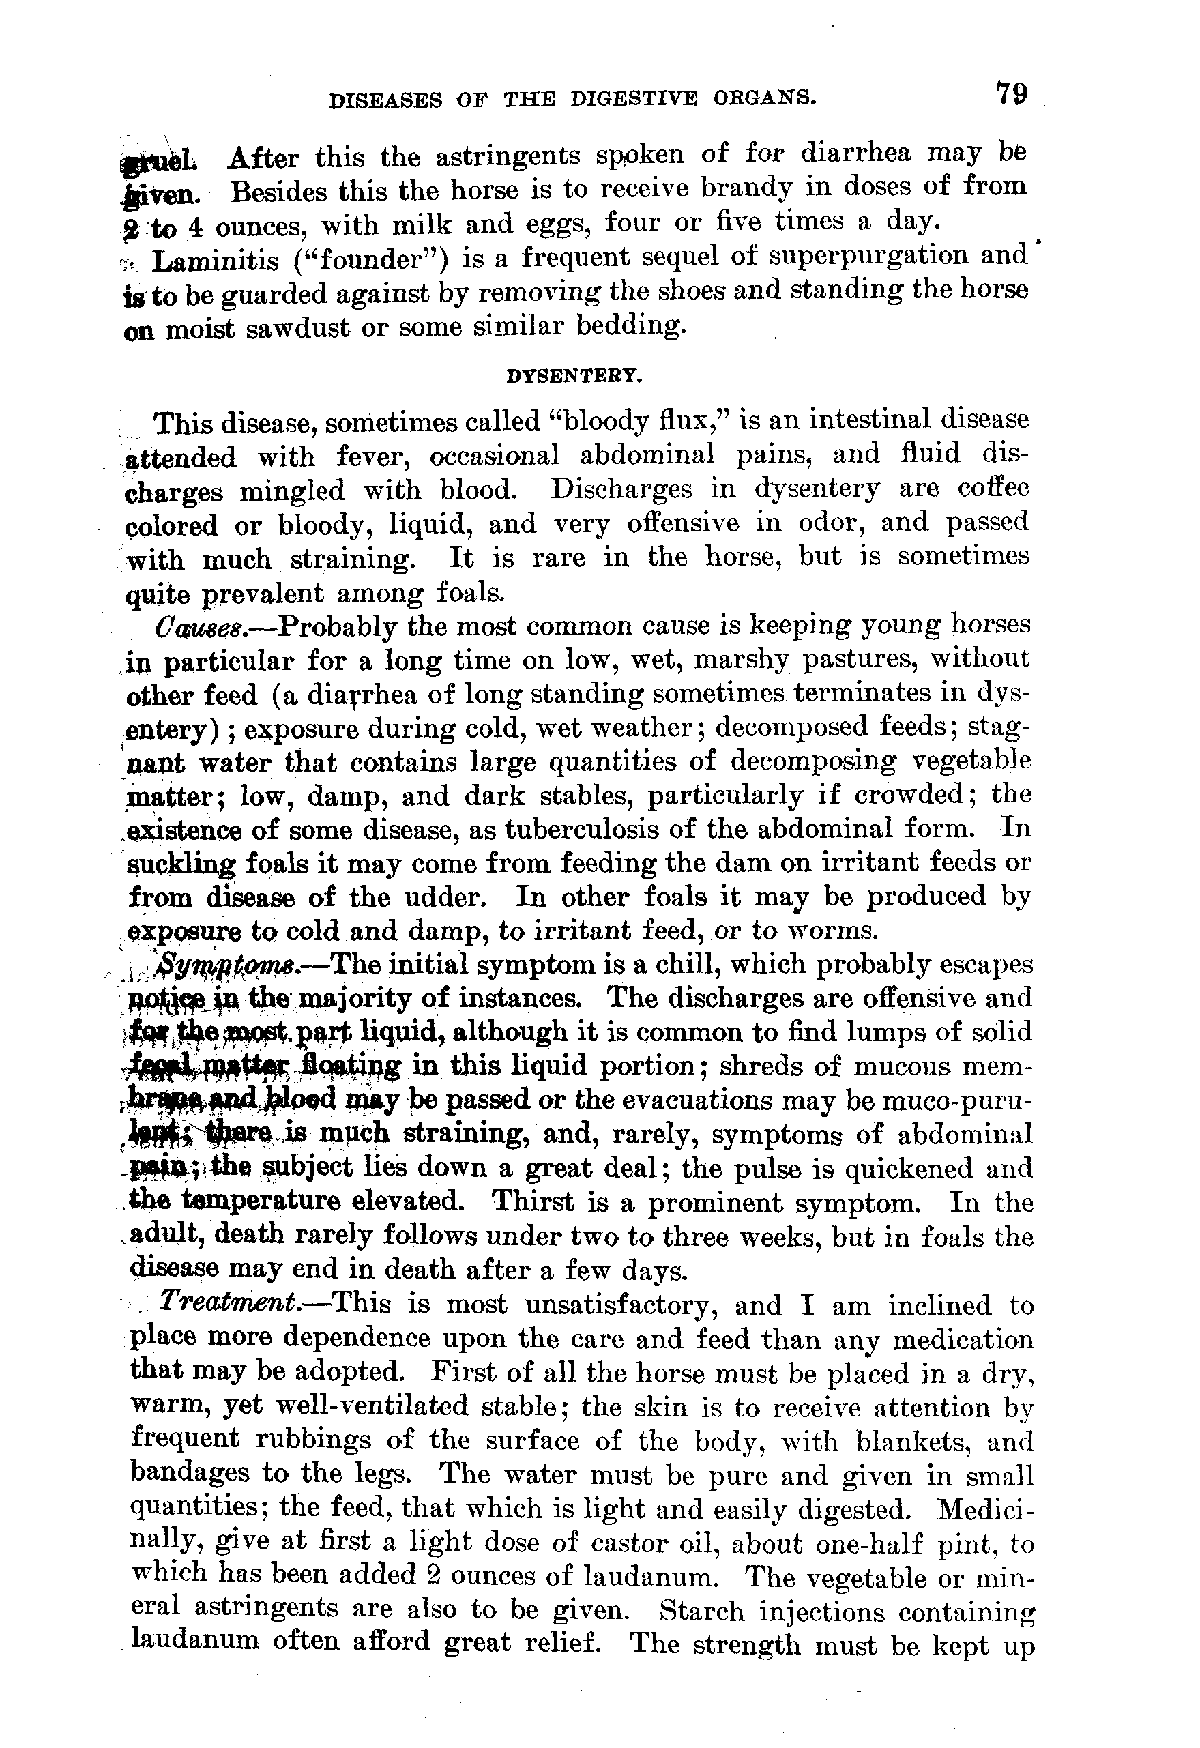 DISEASES OF THE DIGESTIVE ORGANS. 79
gruel. After this the astringents spoken of for diarrhea may be
given. Besides this the horse is to receive brandy in doses of from
2 to 4 ounces, with milk and eggs, four or five times a day.
Laminitis (“founder”) is a frequent sequel of superpurgation and
is to be guarded against by removing the shoes and standing the horse
on moist sawdust or some similar bedding.
DYSENTERY.
This disease, sometimes called “bloody flux,” is an intestinal disease
attended with fever, occasional abdominal pains, and fluid dis-
charges mingled with blood. Discharges in dysentery are coffee
colored or bloody, liquid, and very offensive in odor, and passed
with much straining. It is rare in the horse, but is sometimes
quite prevalent among foals.
Causes.—Probably the most common cause is keeping young horses
in particular for a long time on low, wet, marshy pastures, without
other feed (a diarrhea of long standing sometimes terminates in dys-
entery) ; exposure during cold, wet weather; decomposed feeds; stag-
nant water that contains large quantities of decomposing vegetable
matter; low, damp, and dark stables, particularly if crowded; the
existence of some disease, as tuberculosis of the abdominal form. In
suckling foals it may come from feeding the dam on irritant feeds or
from disease of the udder. In other foals it may be produced by
exposure to cold and damp, to irritant feed, or to worms.
Symptoms.—The initial symptom is a chill, which probably escapes
notice in the majority of instances. The discharges are offensive and
for the most part liquid, although it is common to find lumps of solid
fecal matter floating in this liquid portion; shreds of mucous mem-
brane and blood may be passed or the evacuations may be muco-puru-
lent; there is much straining, and, rarely, symptoms of abdominal
pain; the subject lies down a great deal; the pulse is quickened and
the temperature elevated. Thirst is a prominent symptom. In the
adult, death rarely follows under two to three weeks, but in foals the
disease may end in death after a few days.
Treatment.—This is most unsatisfactory, and I am inclined to
place more dependence upon the care and feed than any medication
that may be adopted. First of all the horse must be placed in a dry,
warm, yet well-ventilated stable; the skin is to receive attention by
frequent rubbings of the surface of the body, with blankets, and
bandages to the legs. The water must be pure and given in small
quantities; the feed, that which is light and easily digested. Medici-
nally, give at first a light dose of castor oil, about one-half pint, to
which has been added 2 ounces of laudanum. The vegetable or min-
eral astringents are also to be given. Starch injections containing
laudanum often afford great relief. The strength must be kept up